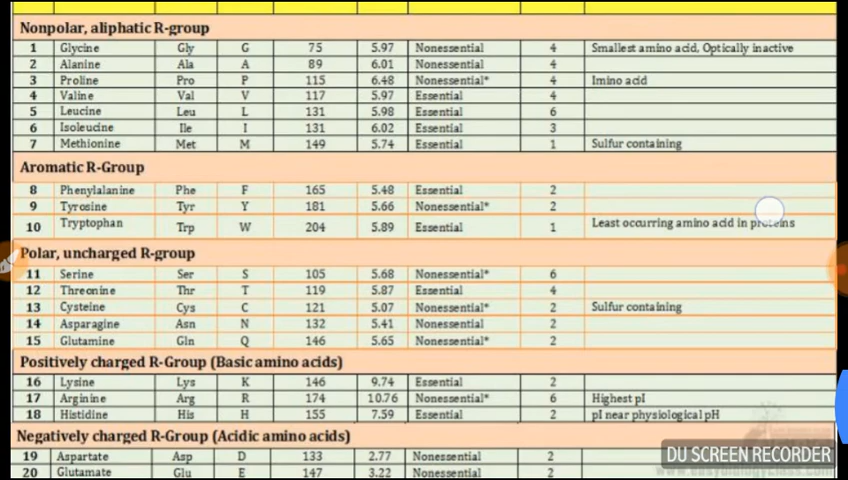 Nonpolar, aliphatic R-group
1 Glycine Gly G 75 5.97 Nonessential 4 Smallest amino acid, Optically inactive
2 Alanine Ala A 89 6.01 Nonessential 4
3 Proline Pro P 115 6.48 Nonessential* 4 Imino acid
4 Valine Val V 117 5.97 Essential 4
5 Leucine Leu L 131 5.98 Essential 6
6 Isoleucine Ile I 131 6.02 Essential 3
7 Methionine Met M 149 5.74 Essential 1 Sulfur containing
Aromatic R-Group
8 Phenylalanine Phe F 165 5.48 Essential 2
9 Tyrosine Tyr Y 181 5.66 Nonessential* 2
10 Tryptophan Trp W 204 5.89 Essential 1 Least occurring amino acid in proteins
Polar, uncharged R-group
11 Serine Ser S 105 5.68 Nonessential* 6
12 Threonine Thr T 119 5.87 Essential 4
13 Cysteine Cys C 121 5.07 Nonessential* 2 Sulfur containing
14 Asparagine Asn N 132 5.41 Nonessential 2
15 Glutamine Gln Q 146 5.65 Nonessential* 2
Positively charged R-Group (Basic amino acids)
16 Lysine Lys K 146 9.74 Essential 2
17 Arginine Arg R 174 10.76 Nonessential* 6 Highest pI
18 Histidine His H 155 7.59 Essential 2 pI near physiological pH
Negatively charged R-Group (Acidic amino acids)
19 Aspartate Asp D 133 2.77 Nonessential 2
20 Glutamate Glu E 147 3.22 Nonessential 2
DU SCREEN RECORDER
www.easybiologyclass.com